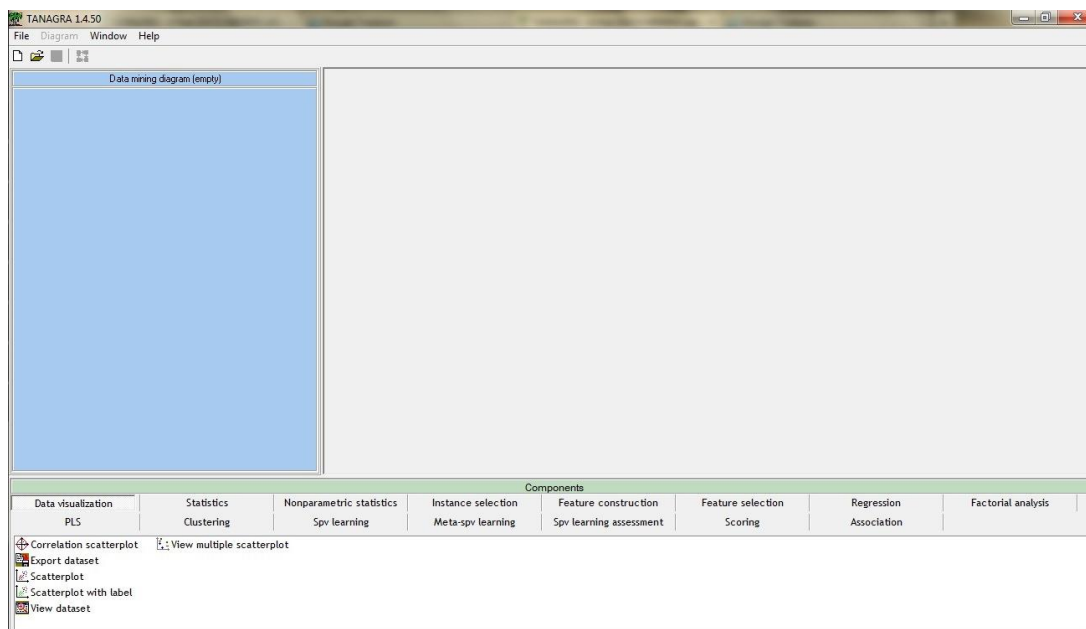 TANAGRA 1.4.50
File Diagram Window Help
Data mining diagram (empty)
Components
Data visualization Statistics Nonparametric statistics Instance selection Feature construction Feature selection Regression Factorial analysis
PLS Clustering Spv learning Meta-spv learning Spv learning assessment Scoring Association
Correlation scatterplot View multiple scatterplot
Export dataset
Scatterplot
Scatterplot with label
View dataset